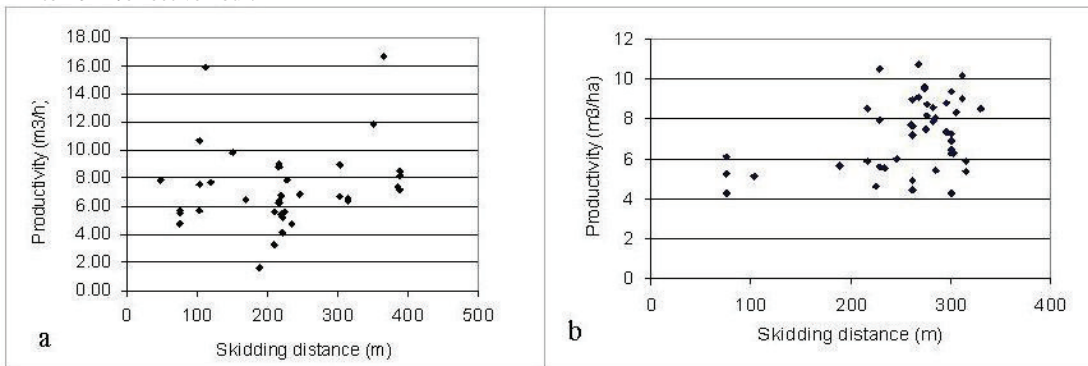 18.00
16.00
14.00
12.00
10.00
8.00
6.00
4.00
2.00
0.00
Productivity (m3/h)
0 100 200 300 400 500
Skidding distance (m)
a
12
10
8
6
4
2
0
Productivity (m3/ha)
0 100 200 300 400
Skidding distance (m)
b